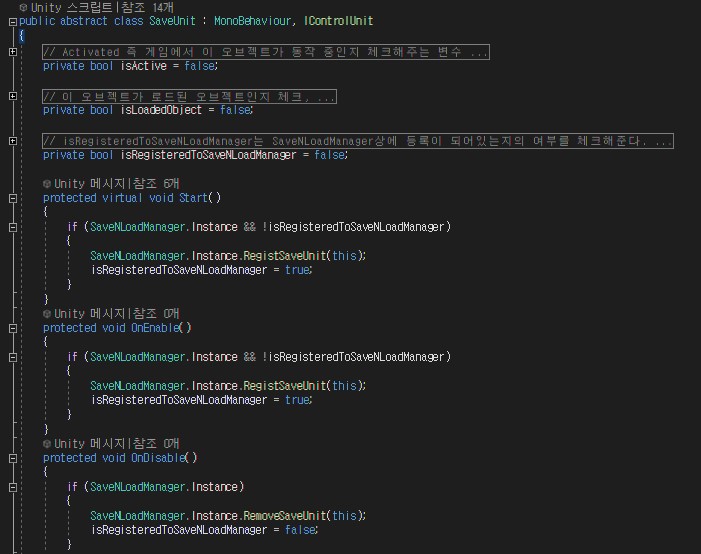 Unity 스크립트|참조 14개
public abstract class SaveUnit : MonoBehaviour, IControlUnit
{
// Activated 즉 게임에서 이 오브젝트가 동작 중인지 체크해주는 변수 ...
private bool isActive = false;
// 이 오브젝트가 로드된 오브젝트인지 체크, ...
private bool isLoadedObject = false;
// isRegisteredToSaveNLoadManager는 SaveNLoadManager상에 등록이 되어있는지의 여부를 체크해준다. ...
private bool isRegisteredToSaveNLoadManager = false;
Unity 메시지|참조 6개
protected virtual void Start()
{
if (SaveNLoadManager.Instance && !isRegisteredToSaveNLoadManager)
{
SaveNLoadManager.Instance.RegistSaveUnit(this);
isRegisteredToSaveNLoadManager = true;
}
}
Unity 메시지|참조 0개
protected void OnEnable()
{
if (SaveNLoadManager.Instance && !isRegisteredToSaveNLoadManager)
{
SaveNLoadManager.Instance.RegistSaveUnit(this);
isRegisteredToSaveNLoadManager = true;
}
}
Unity 메시지|참조 0개
protected void OnDisable()
{
if (SaveNLoadManager.Instance)
{
SaveNLoadManager.Instance.RemoveSaveUnit(this);
isRegisteredToSaveNLoadManager = false;
}